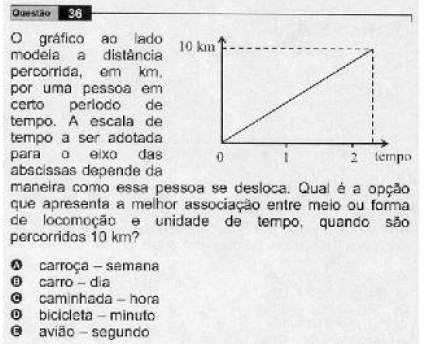 Questão 36
O gráfico ao lado
modela a distância
percorrida, em km,
por uma pessoa em
certo período de
tempo. A escala de
tempo a ser adotada
para o eixo das
abscissas depende da
maneira como essa pessoa se desloca. Qual é a opção
que apresenta a melhor associação entre meio ou forma
de locomoção e unidade de tempo, quando são
percorridos 10 km?
10 km
0 1 2 tempo
A carroça – semana
B carro – dia
C caminhada – hora
D bicicleta – minuto
E avião – segundo